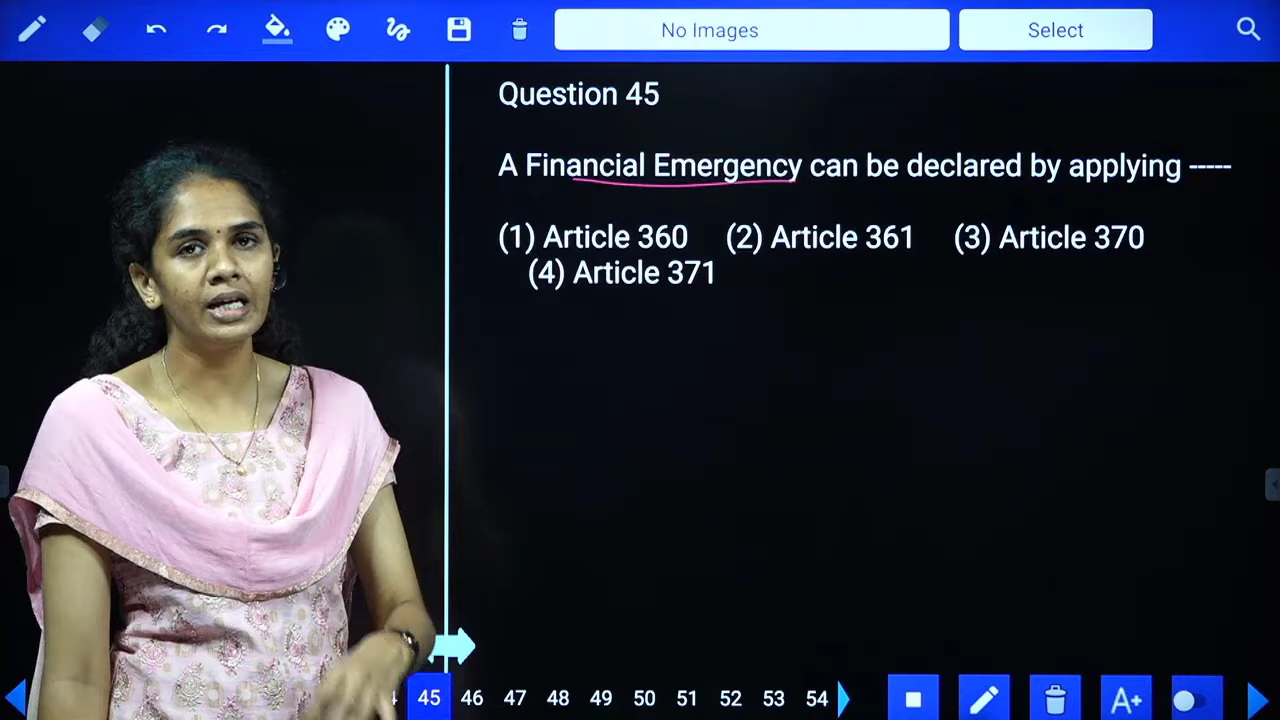 No Images
Select
Question 45
A Financial Emergency can be declared by applying -----
(1) Article 360 (2) Article 361 (3) Article 370
(4) Article 371
45 46 47 48 49 50 51 52 53 54
A+